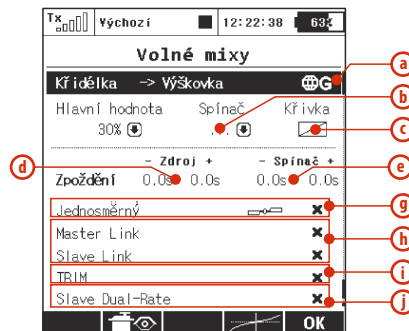 Tx Výchozí 12:22:38 63%
Volné mixy
Křidélka -> Výškovka G
a
b
Hlavní hodnota Spínač Křivka
30% ...
c
d
- Zdroj + - Spínač +
e
Zpoždění 0.0s 0.0s 0.0s 0.0s
Jednosměrný
g
Master Link
h
Slave Link
TRIM
i
Slave Dual-Rate
j
OK